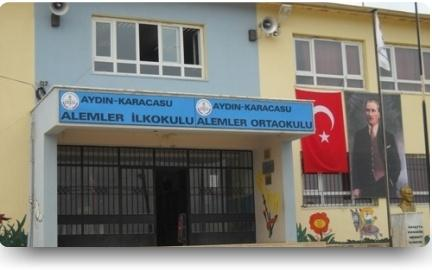 AYDIN-KARACASU
ALEMLER İLKOKULU
AYDIN-KARACASU
ALEMLER ORTAOKULU